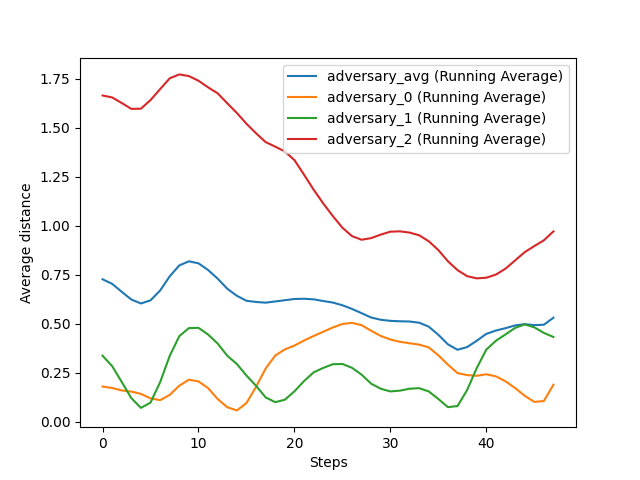 1.75
1.50
1.25
1.00
0.75
0.50
0.25
0.00
Average distance
adversary_avg (Running Average)
adversary_0 (Running Average)
adversary_1 (Running Average)
adversary_2 (Running Average)
0 10 20 30 40
Steps